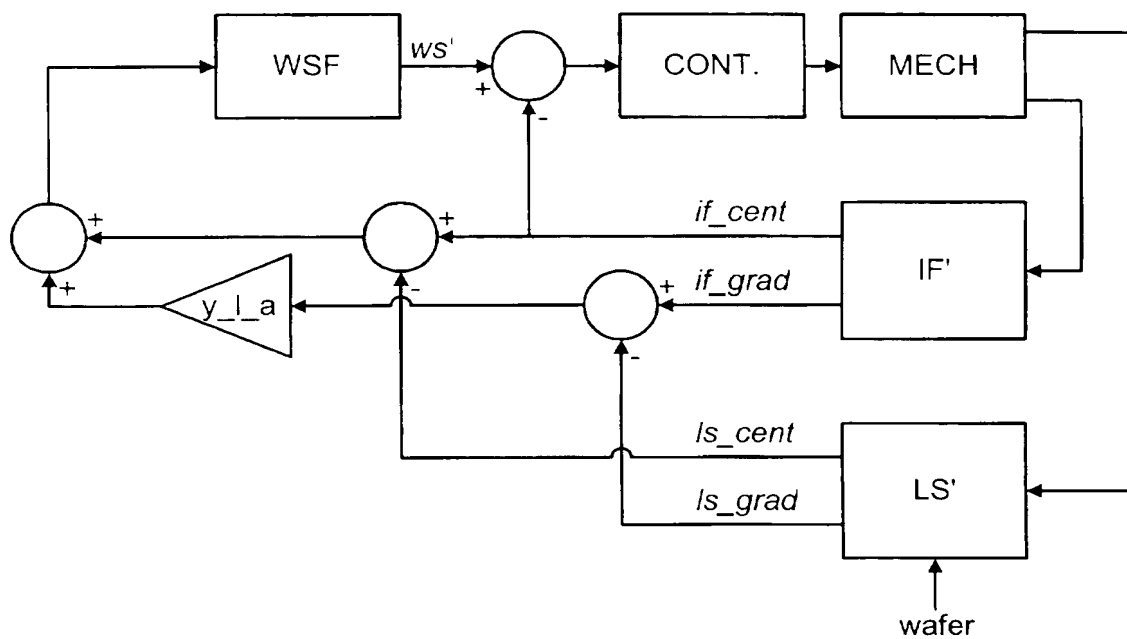 WSF
ws'
+
CONT.
MECH
-
+
+
if_cent
IF'
if_grad
+
-
+
y_l_a
-
ls_cent
LS'
ls_grad
wafer